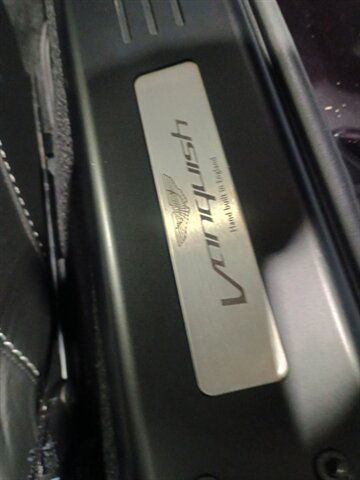 Vanquish
Hand built in England